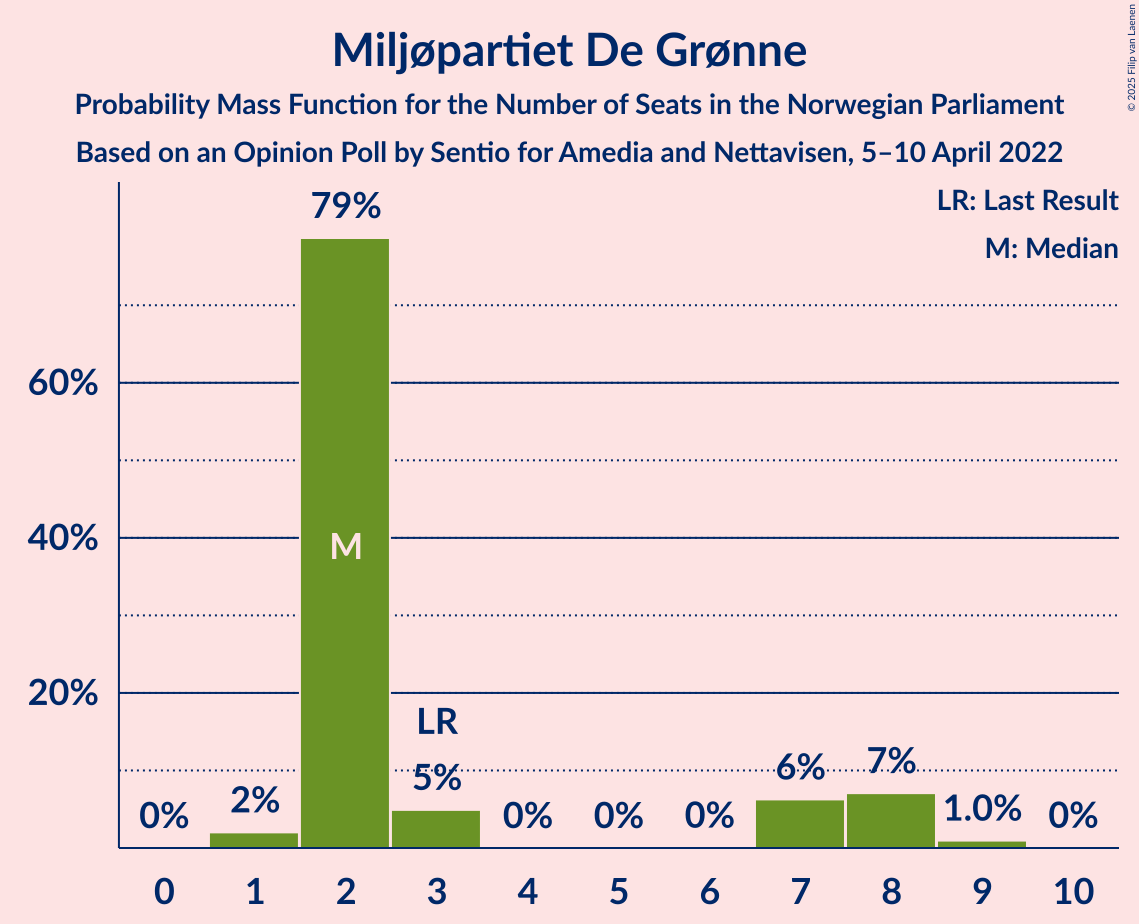 Miljøpartiet De Grønne
Probability Mass Function for the Number of Seats in the Norwegian Parliament
Based on an Opinion Poll by Sentio for Amedia and Nettavisen, 5–10 April 2022
© 2025 Filip van Laenen
LR: Last Result
M: Median
60%
40%
20%
0%
2%
79%
M
LR
5%
0%
0%
0%
6%
7%
1.0%
0%
0 1 2 3 4 5 6 7 8 9 10